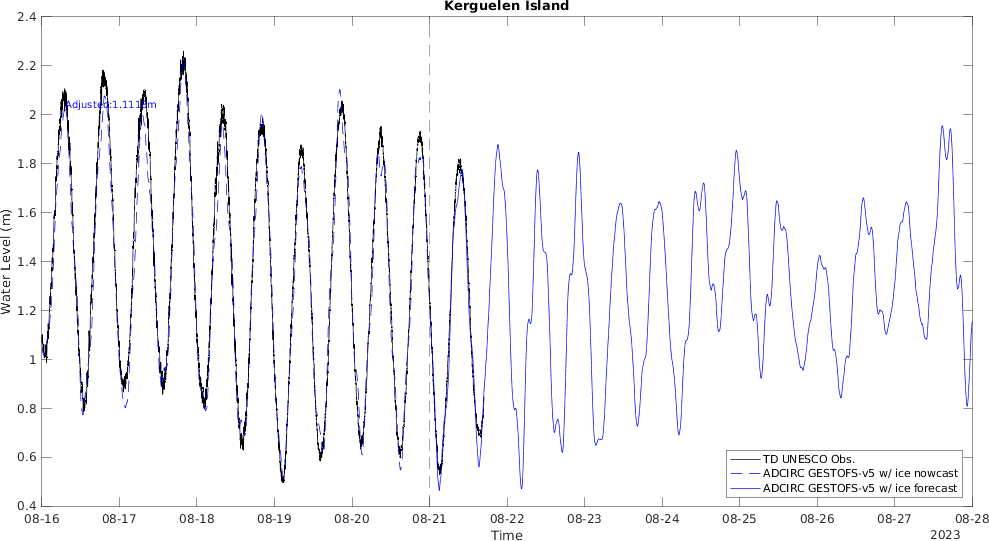 Kerguelen Island
2.4
2.2
2
1.8
1.6
1.4
1.2
1
0.8
0.6
0.4
Water Level (m)
Adjusted:1.111
m
TD UNESCO Obs.
ADCIRC GESTOFS-v5 w/ ice nowcast
ADCIRC GESTOFS-v5 w/ ice forecast
08-16 08-17 08-18 08-19 08-20 08-21 08-22 08-23 08-24 08-25 08-26 08-27 08-28
Time
2023